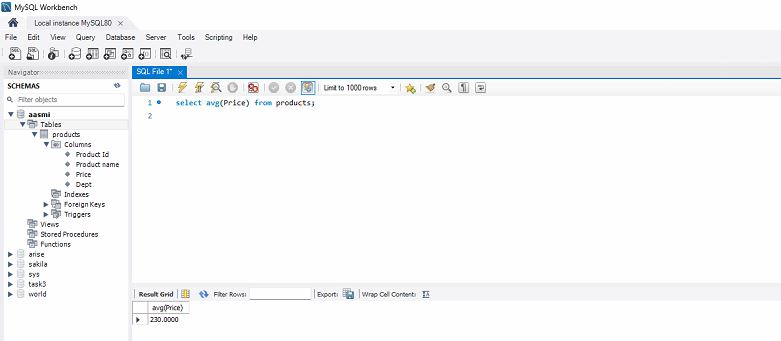 MySQL Workbench
Local instance MySQL80 ×
File Edit View Query Database Server Tools Scripting Help
Navigator
SCHEMAS
Filter objects
aasmi
Tables
products
Columns
Product Id
Product name
Price
Dept
Indexes
Foreign Keys
Triggers
Views
Stored Procedures
Functions
arise
sakila
sys
task3
world
SQL File 1* ×
Limit to 1000 rows
1 select avg(Price) from products;
2
Result Grid Filter Rows: Export: Wrap Cell Content:
avg(Price)
230.0000